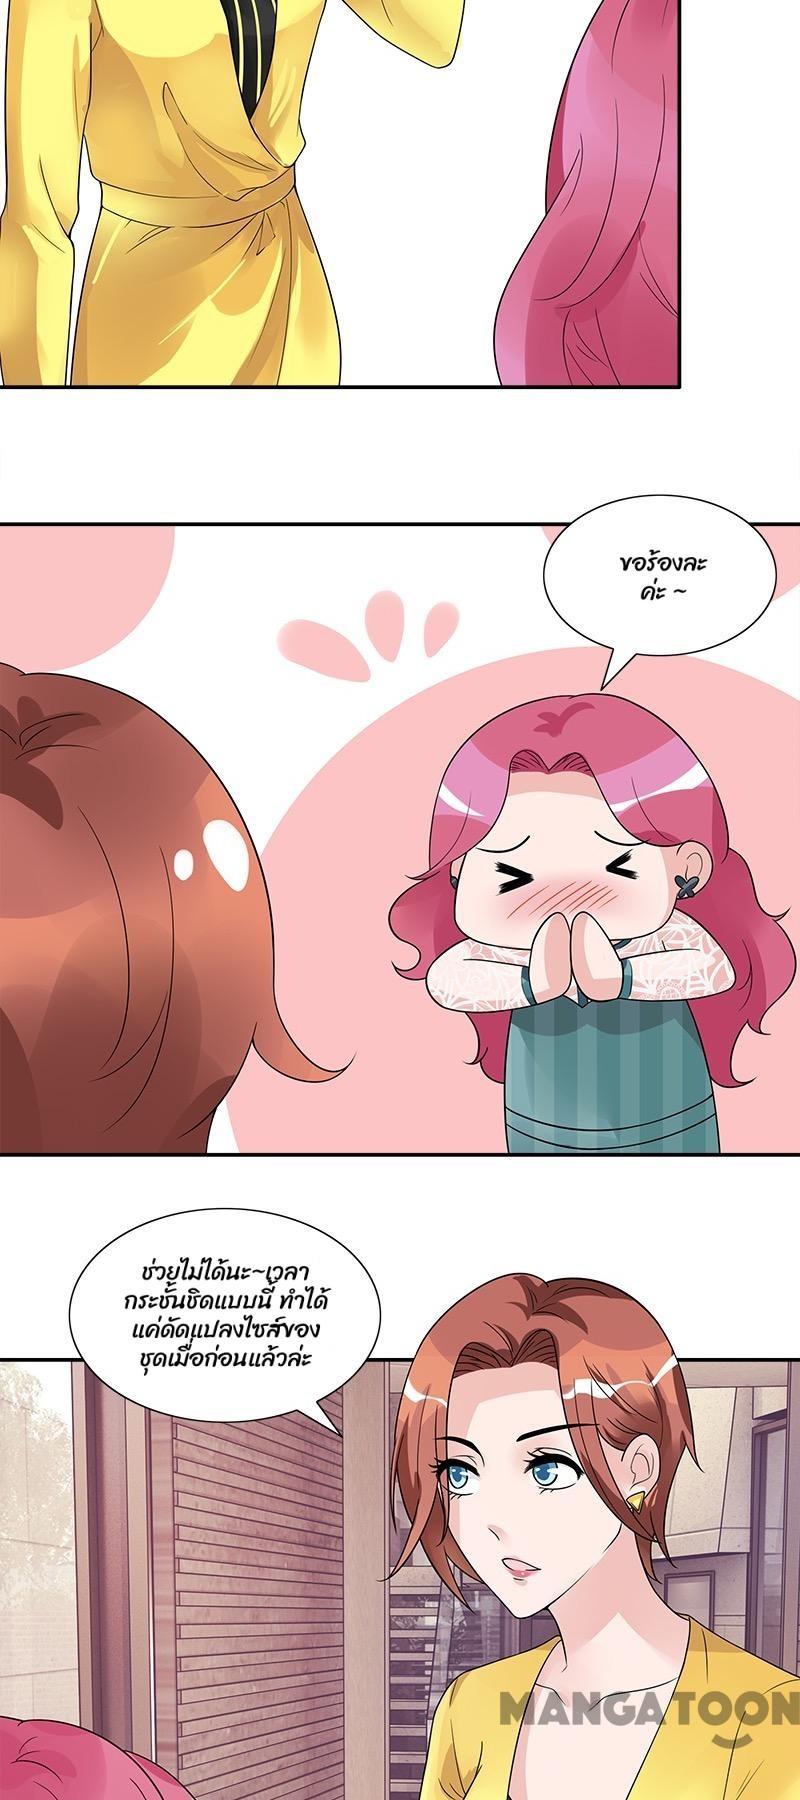 ขอร้องละ
ค่ะ ~
ช่วยไม่ได้นะ~เวลา
กระชั้นชิดแบบนี้ ทำได้
แค่ดัดแปลงไซส์ของ
ชุดเมื่อก่อนแล้วล่ะ
MANGATOON